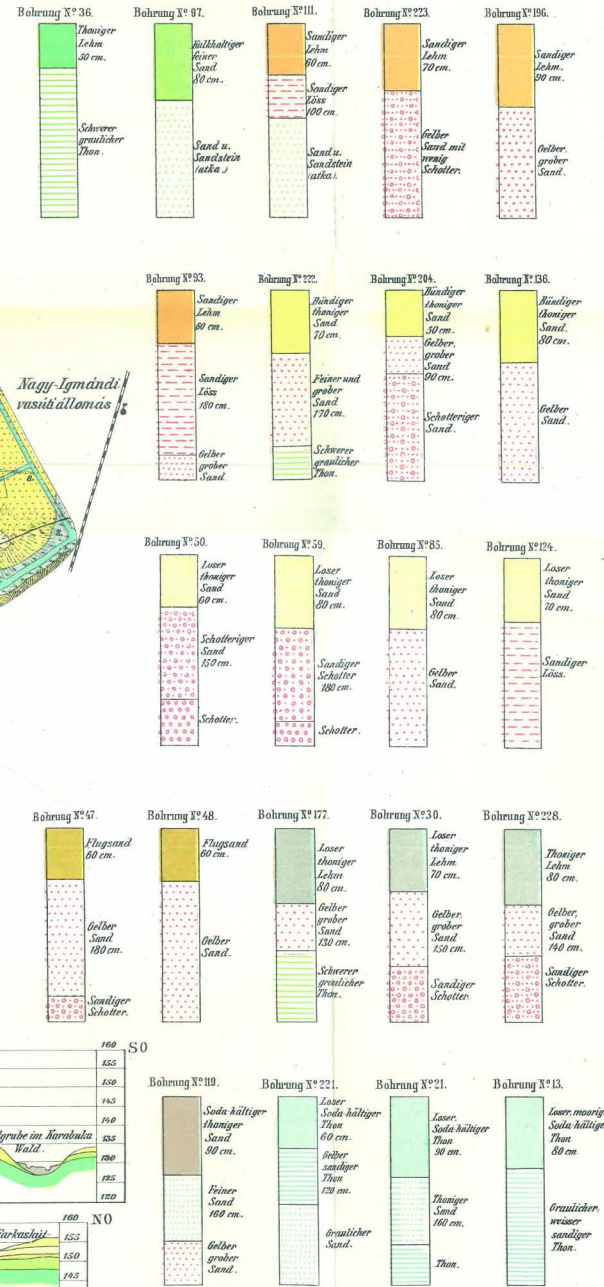 Bohrung Nº 36.
Thoniger
Lehm
50 cm.
Schwerer
graulicher
Thon.
Bohrung Nº 97.
Kalkhaltiger
feiner
Sand
80 cm.
Sand u.
Sandstein
(atka.)
Bohrung Nº 111.
Sandiger
Lehm
60 cm.
Sandiger
Löss
100 cm.
Sand u.
Sandstein
(atka).
Bohrung Nº 223.
Sandiger
Lehm
70 cm.
Gelber
Sand mit
wenig
Schotter.
Bohrung Nº 196.
Sandiger
Lehm.
90 cm.
Gelber,
grober
Sand.
Nagy-Igmándi
vasúti állomás
Bohrung Nº 93.
Sandiger
Lehm
60 cm.
Sandiger
Löss
180 cm.
Gelber
grober
Sand.
Bohrung Nº 222.
Bündiger
thoniger
Sand
70 cm.
Feiner und
grober
Sand
170 cm.
Schwerer
graulicher
Thon.
Bohrung Nº 204.
Bündiger
thoniger
Sand
50 cm.
Gelber,
grober
Sand
90 cm.
Schotteriger
Sand.
Bohrung Nº 136.
Bündiger
thoniger
Sand.
80 cm.
Gelber
Sand.
Bohrung Nº 50.
Loser
thoniger
Sand
60 cm.
Schotteriger
Sand
150 cm.
Schotter.
Bohrung Nº 59.
Loser
thoniger
Sand
80 cm.
Sandiger
Schotter
180 cm.
Schotter.
Bohrung Nº 85.
Loser
thoniger
Sand
80 cm.
Gelber
Sand.
Bohrung Nº 124.
Loser
thoniger
Sand
70 cm.
Sandiger
Löss.
Bohrung Nº 47.
Flugsand
60 cm.
Gelber
Sand
180 cm.
Sandiger
Schotter.
Bohrung Nº 48.
Flugsand
60 cm.
Gelber
Sand.
Bohrung Nº 177.
Loser
thoniger
Lehm
80 cm.
Gelber
grober
Sand
130 cm.
Schwerer
graulicher
Thon.
Bohrung Nº 30.
Loser
thoniger
Lehm
70 cm.
Gelber,
grober
Sand
150 cm.
Sandiger
Schotter.
Bohrung Nº 228.
Thoniger
Lehm
80 cm.
Gelber,
grober
Sand
140 cm.
Sandiger
Schotter.
160 SO
155
150
145
140
grube im Karabuka 135
Wald. 130
125
120
160 NO
Farkaskút 155
150
145
Bohrung Nº 119.
Soda hältiger
thoniger
Sand
90 cm.
Feiner
Sand
160 cm.
Gelber
grober
Sand.
Bohrung Nº 221.
Loser
Soda hältiger
Thon
60 cm.
Gelber
sandiger
Thon
120 cm.
Graulicher
Sand.
Bohrung Nº 21.
Loser,
Soda hältiger
Thon
90 cm.
Thoniger
Sand
160 cm.
Thon.
Bohrung Nº 13.
Loser, moorig
Soda hältige
Thon
80 cm
Graulicher,
weisser
sandiger
Thon.